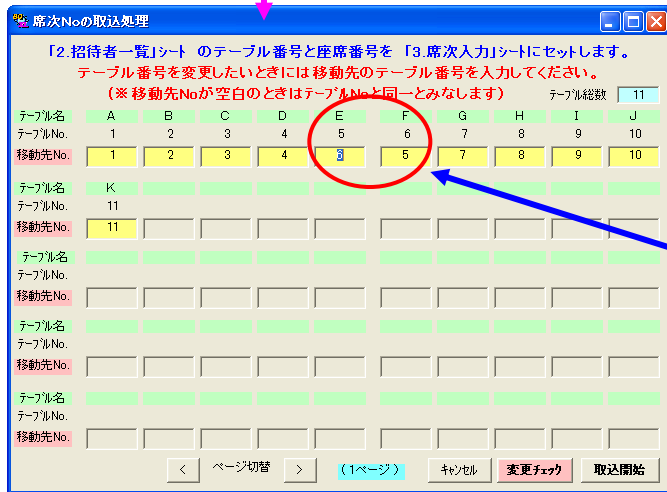 席次Noの取込処理
「2.招待者一覧」シート のテーブル番号と座席番号を 「3.席次入力」シートにセットします。
テーブル番号を変更したいときには移動先のテーブル番号を入力してください。
(※移動先Noが空白のときはテーブルNoと同一とみなします) テーブル総数 11
テーブル名 A B C D E F G H I J
テーブルNo. 1 2 3 4 5 6 7 8 9 10
移動先No. 1 2 3 4 6 5 7 8 9 10
テーブル名 K
テーブルNo. 11
移動先No. 11
テーブル名
テーブルNo.
移動先No.
テーブル名
テーブルNo.
移動先No.
テーブル名
テーブルNo.
移動先No.
< ページ切替 > (1ページ) キャンセル 変更チェック 取込開始